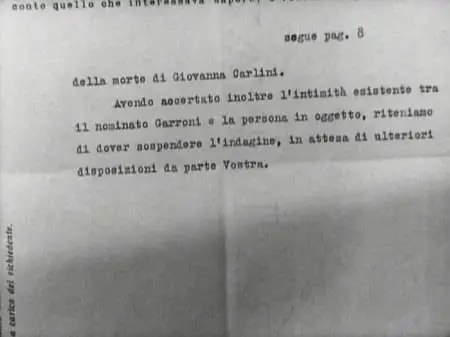 conto quello che interessava
segue pag. 8
della morte di Giovanna Carlini.
Avendo accertato inoltre l'intimità esistente tra
il nominato Garroni e la persona in oggetto, riteniamo
di dover sospendere l'indagine, in attesa di ulteriori
disposizioni da parte Vostra.
a carico del richiedente.